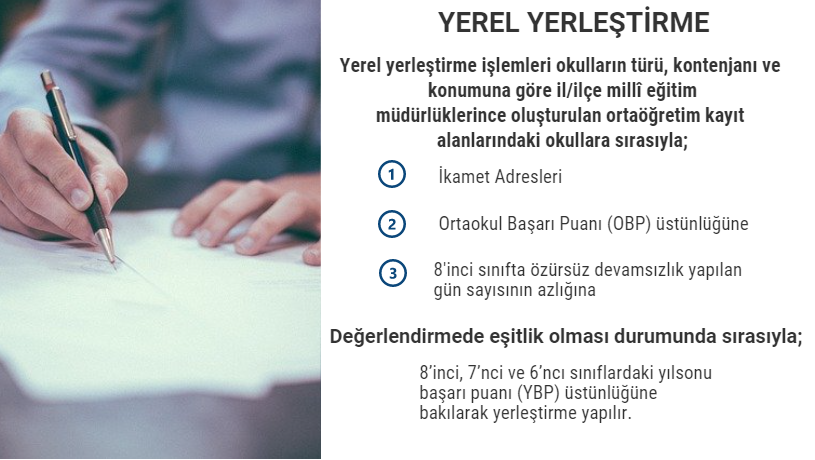 YEREL YERLEŞTİRME
Yerel yerleştirme işlemleri okulların türü, kontenjanı ve
konumuna göre il/ilçe millî eğitim
müdürlüklerince oluşturulan ortaöğretim kayıt
alanlarındaki okullara sırasıyla;
1 İkamet Adresleri
2 Ortaokul Başarı Puanı (OBP) üstünlüğüne
3 8'inci sınıfta özürsüz devamsızlık yapılan
gün sayısının azlığına
Değerlendirmede eşitlik olması durumunda sırasıyla;
8’inci, 7’nci ve 6’ncı sınıflardaki yılsonu
başarı puanı (YBP) üstünlüğüne
bakılarak yerleştirme yapılır.